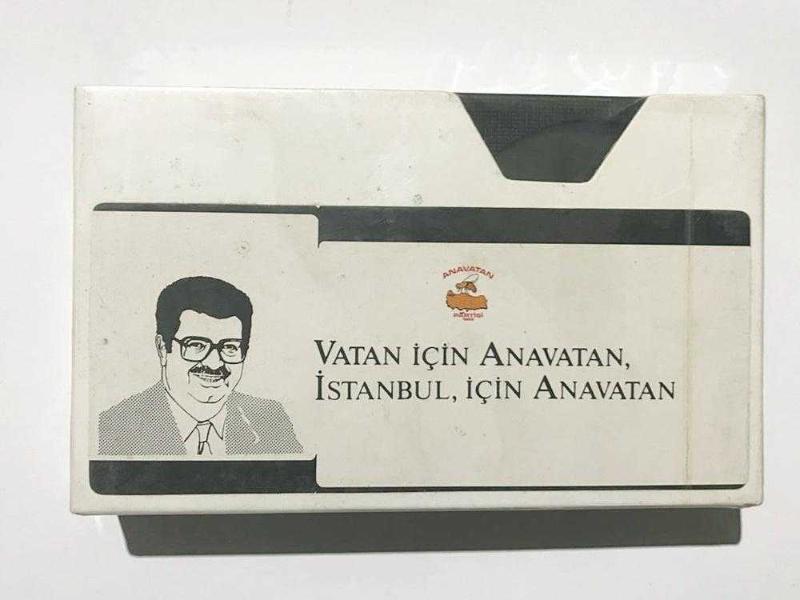 ANAVATAN
PARTİSİ
VATAN İÇİN ANAVATAN,
İSTANBUL, İÇİN ANAVATAN